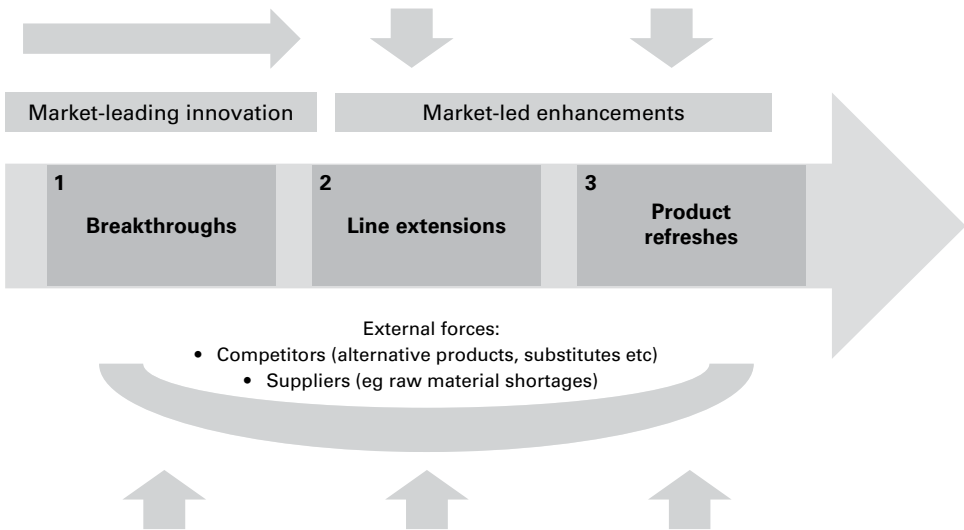 Market-leading innovation
Market-led enhancements
1
Breakthroughs
2
Line extensions
3
Product
refreshes
External forces:
• Competitors (alternative products, substitutes etc)
• Suppliers (eg raw material shortages)